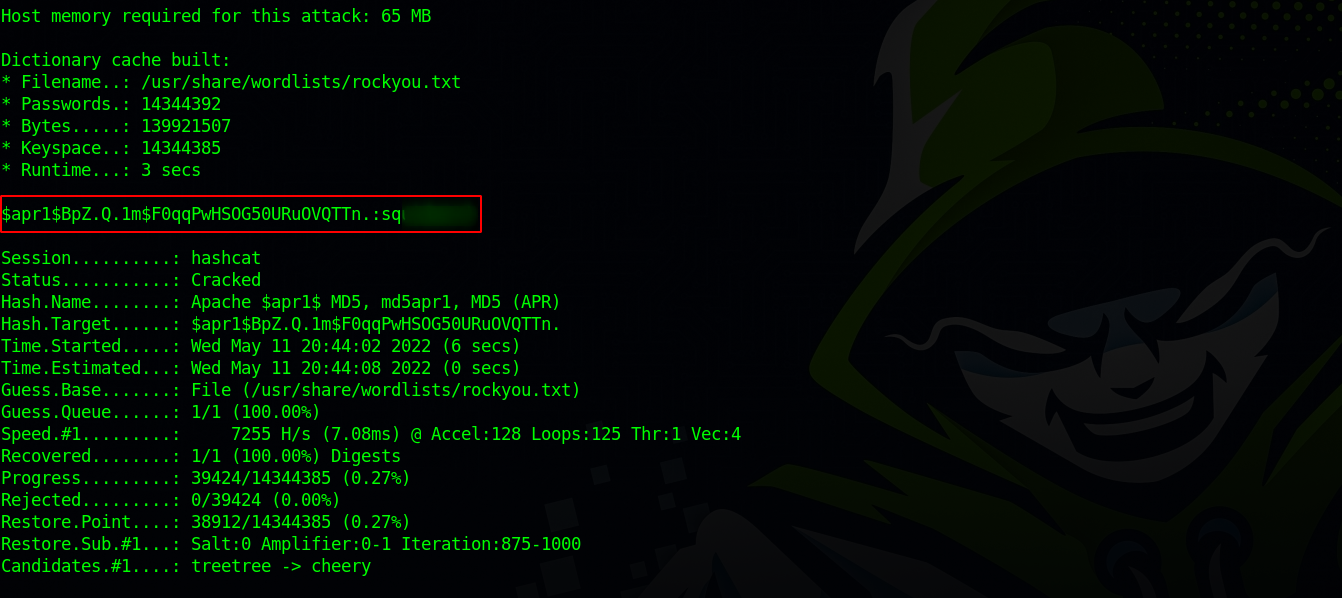 Host memory required for this attack: 65 MB
Dictionary cache built:
* Filename..: /usr/share/wordlists/rockyou.txt
* Passwords.: 14344392
* Bytes.....: 139921507
* Keyspace..: 14344385
* Runtime...: 3 secs
$apr1$BpZ.Q.1m$F0qqPwHSOG50URuOVQTTn.:sq
Session..........: hashcat
Status...........: Cracked
Hash.Name........: Apache $apr1$ MD5, md5apr1, MD5 (APR)
Hash.Target......: $apr1$BpZ.Q.1m$F0qqPwHSOG50URuOVQTTn.
Time.Started.....: Wed May 11 20:44:02 2022 (6 secs)
Time.Estimated...: Wed May 11 20:44:08 2022 (0 secs)
Guess.Base.......: File (/usr/share/wordlists/rockyou.txt)
Guess.Queue......: 1/1 (100.00%)
Speed.#1.........:     7255 H/s (7.08ms) @ Accel:128 Loops:125 Thr:1 Vec:4
Recovered........: 1/1 (100.00%) Digests
Progress.........: 39424/14344385 (0.27%)
Rejected.........: 0/39424 (0.00%)
Restore.Point....: 38912/14344385 (0.27%)
Restore.Sub.#1...: Salt:0 Amplifier:0-1 Iteration:875-1000
Candidates.#1....: treetree -> cheery